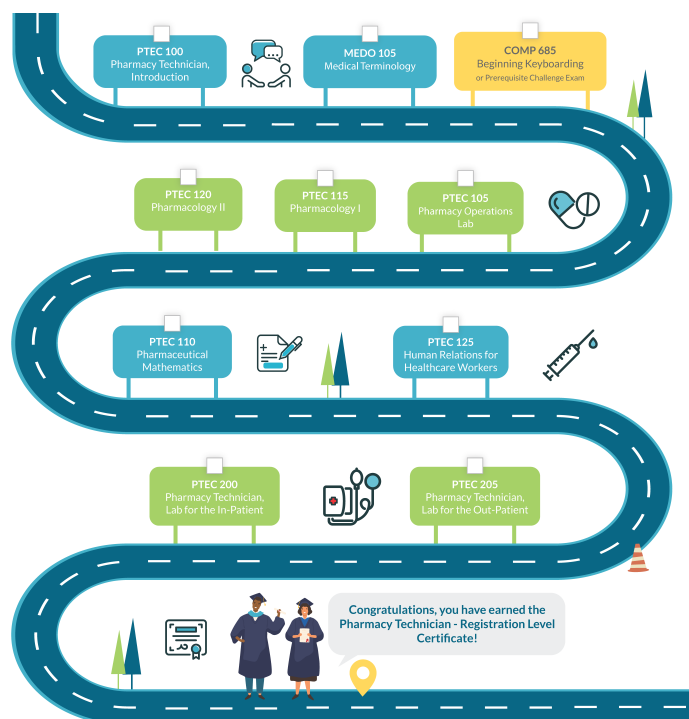 PTEC 100
Pharmacy Technician,
Introduction
MEDO 105
Medical Terminology
COMP 685
Beginning Keyboarding
or Prerequisite Challenge Exam
PTEC 120
Pharmacology II
PTEC 115
Pharmacology I
PTEC 105
Pharmacy Operations
Lab
PTEC 110
Pharmaceutical
Mathematics
PTEC 125
Human Relations for
Healthcare Workers
PTEC 200
Pharmacy Technician,
Lab for the In-Patient
PTEC 205
Pharmacy Technician,
Lab for the Out-Patient
Congratulations, you have earned the
Pharmacy Technician - Registration Level
Certificate!